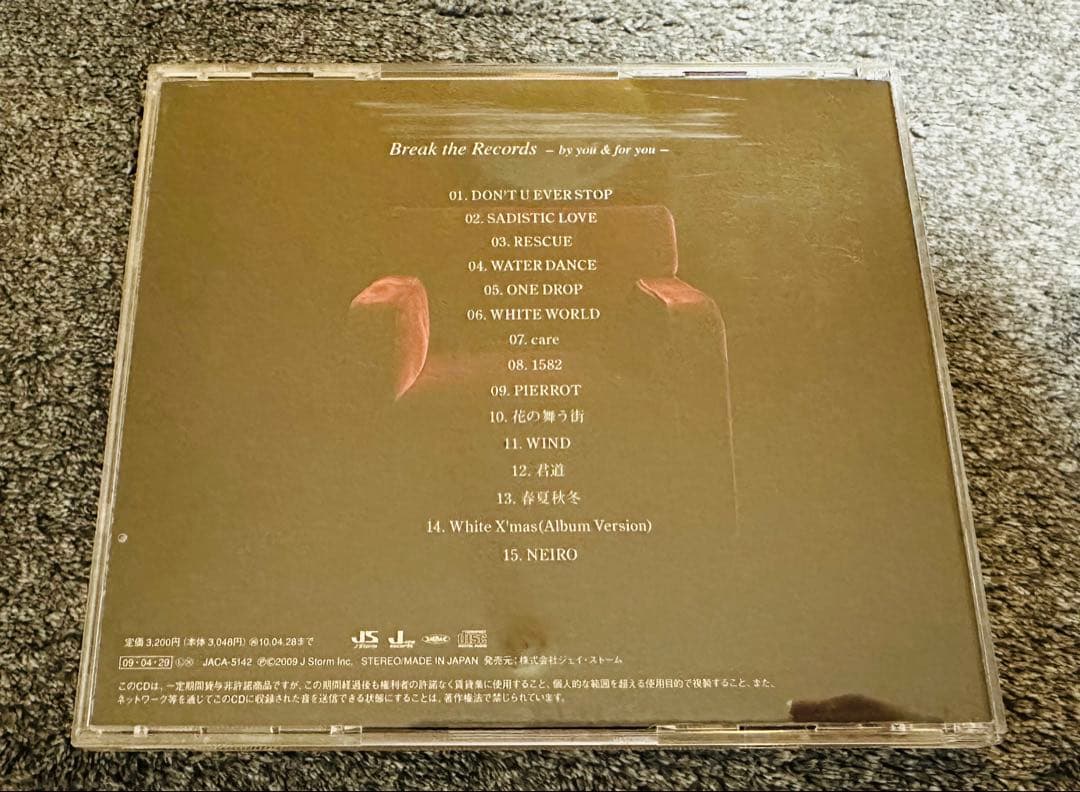 Break the Records – by you & for you –
01. DON'T U EVER STOP
02. SADISTIC LOVE
03. RESCUE
04. WATER DANCE
05. ONE DROP
06. WHITE WORLD
07. care
08. 1582
09. PIERROT
10. 花の舞う街
11. WIND
12. 君道
13. 春夏秋冬
14. White X'mas(Album Version)
15. NEIRO
定価 3,200円 (本体 3,048円) 10.04.28まで JS J Storm J Records COMPACT disc DIGITAL AUDIO
09・04・29 JACA-5142 ℗©2009 J Storm Inc. STEREO/MADE IN JAPAN 発売元:株式会社ジェイ・ストーム
このCDは、一定期間貸与非許諾商品ですが、この期間経過後も権利者の許諾なく賃貸業に使用すること、個人的な範囲を超える使用目的で複製すること、また、
ネットワーク等を通じてこのCDに収録された音を送信できる状態にすることは、著作権法で禁じられています。